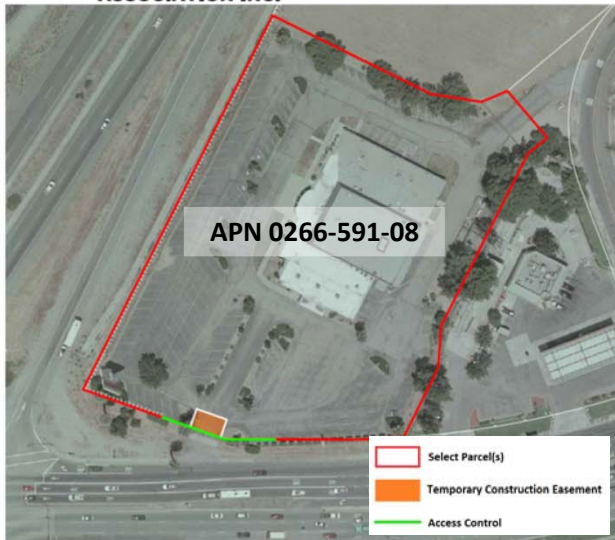 APN 0266-591-08
Select Parcel(s)
Temporary Construction Easement
Access Control